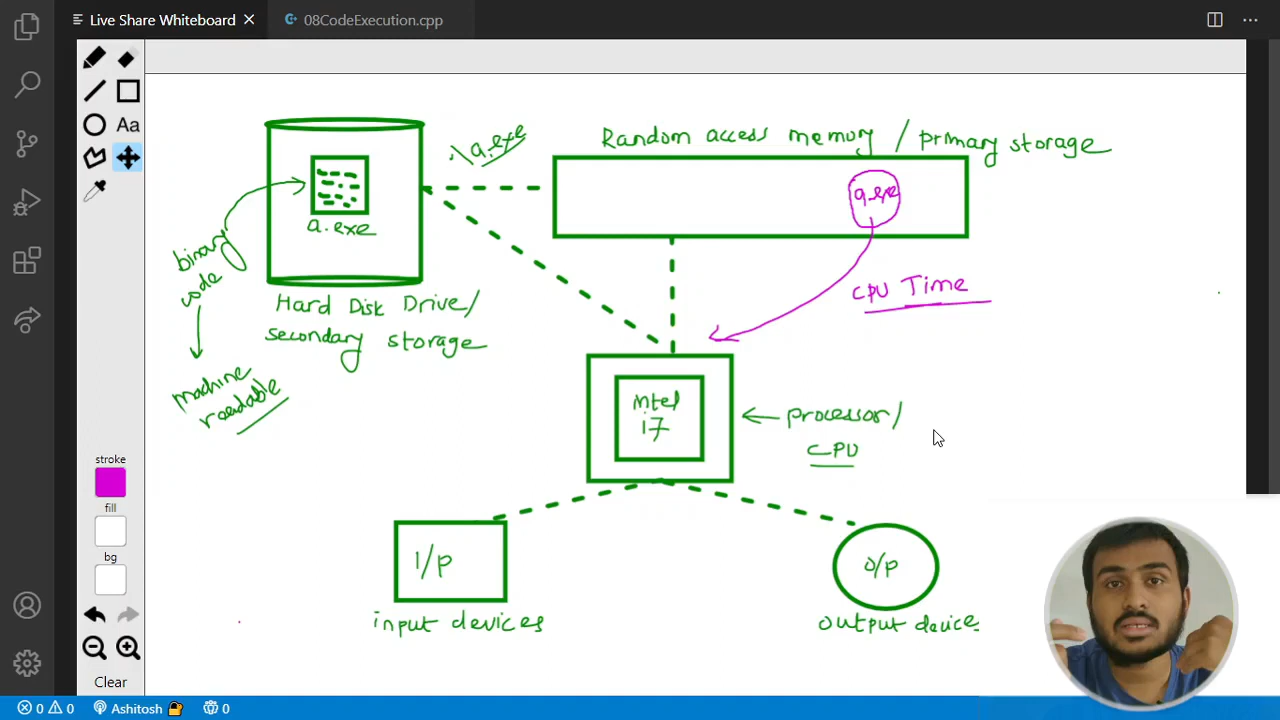 Live Share Whiteboard
08CodeExecution.cpp
Aa
.\a.exe
Random access memory / primary storage
a.exe
a.exe
binary
code
CPU Time
Hard Disk Drive/
secondary storage
machine
readable
intel
i7
processor/
CPU
stroke
fill
bg
I/p
O/p
input devices
output devices
Clear
0 0
Ashitosh
0